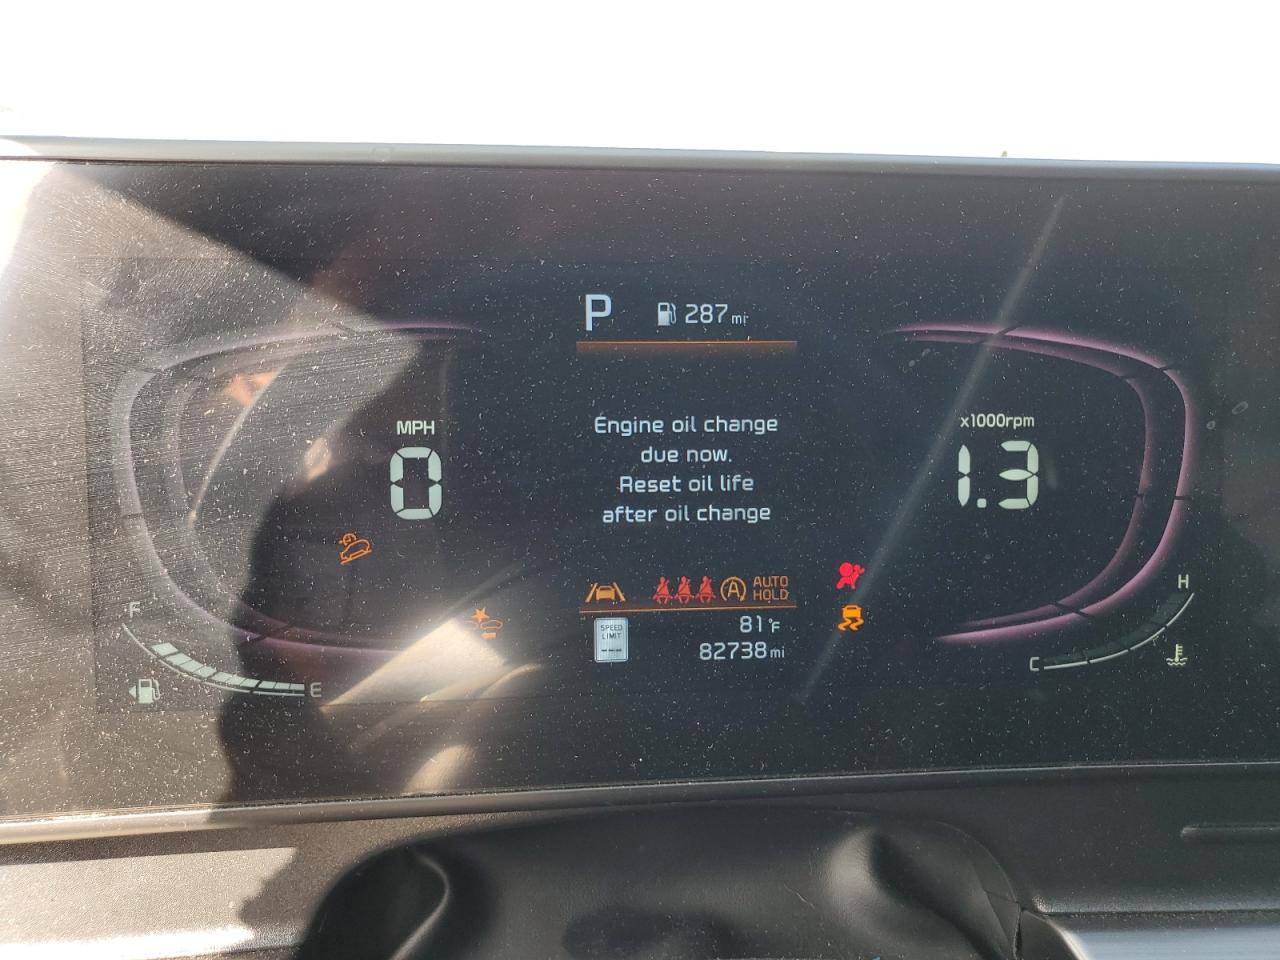 P 287 mi
MPH
0
Engine oil change
due now.
Reset oil life
after oil change
x1000rpm
1.3
A AUTO
HOLD
SPEED
LIMIT
---
81°F
82738 mi
F
E
H
C